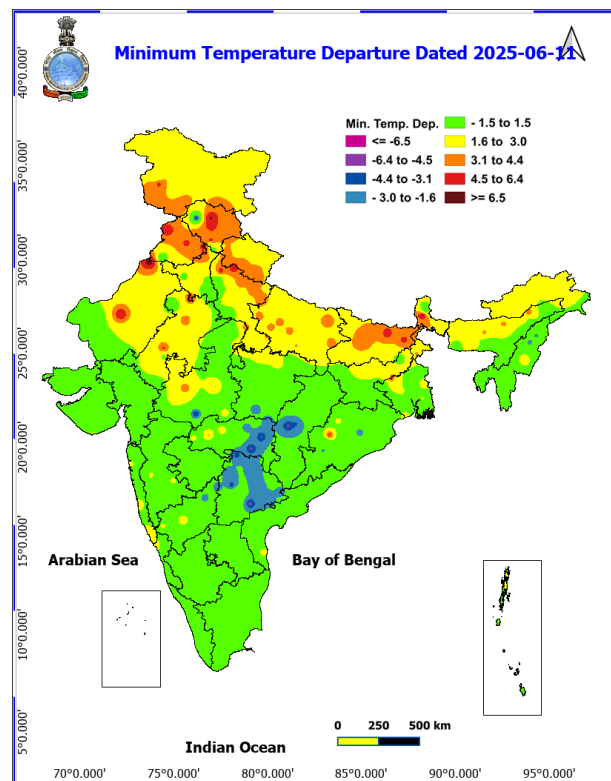 Minimum Temperature Departure Dated 2025-06-11
Min. Temp. Dep.
<= -6.5
-6.4 to -4.5
-4.4 to -3.1
- 3.0 to -1.6
- 1.5 to 1.5
1.6 to 3.0
3.1 to 4.4
4.5 to 6.4
>= 6.5
40°0.000'
35°0.000'
30°0.000'
25°0.000'
20°0.000'
15°0.000'
10°0.000'
5°0.000'
Arabian Sea
Bay of Bengal
0 250 500 km
Indian Ocean
70°0.000' 75°0.000' 80°0.000' 85°0.000' 90°0.000' 95°0.000'